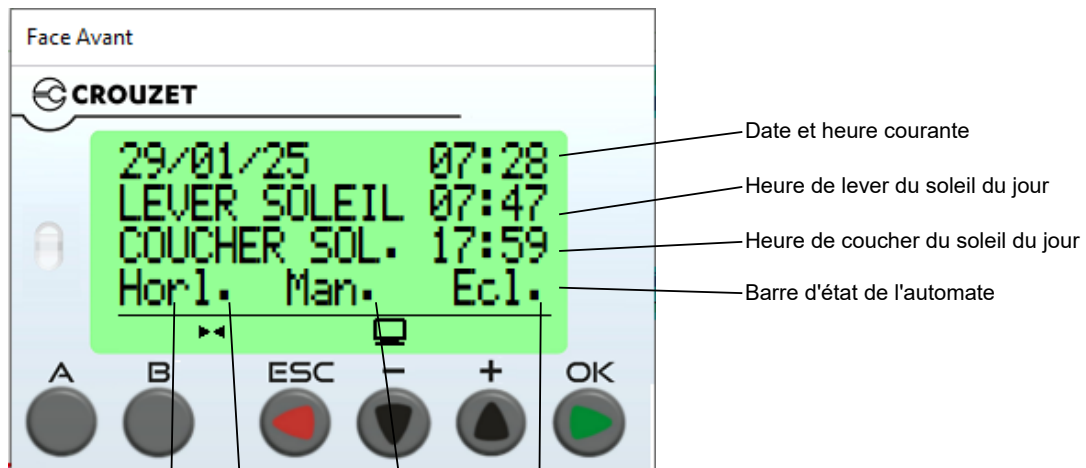 Face Avant
CROUZET
29/01/25 07:28
LEVER SOLEIL 07:47
COUCHER SOL. 17:59
Horl. Man. Ecl.
Date et heure courante
Heure de lever du soleil du jour
Heure de coucher du soleil du jour
Barre d'état de l'automate
A B ESC - + OK